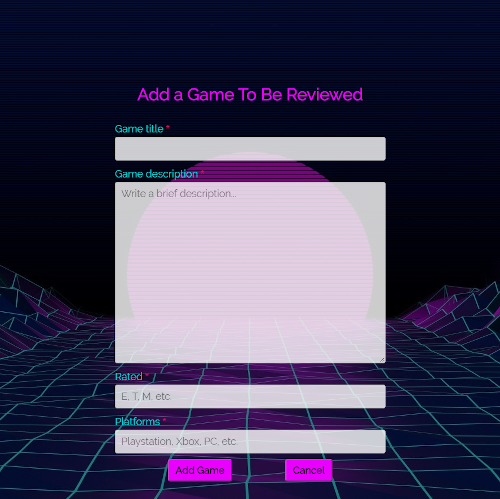 Add a Game To Be Reviewed
Game title *
Game description *
Write a brief description...
Rated *
E, T, M, etc
Platforms *
Playstation, Xbox, PC, etc
Add Game
Cancel